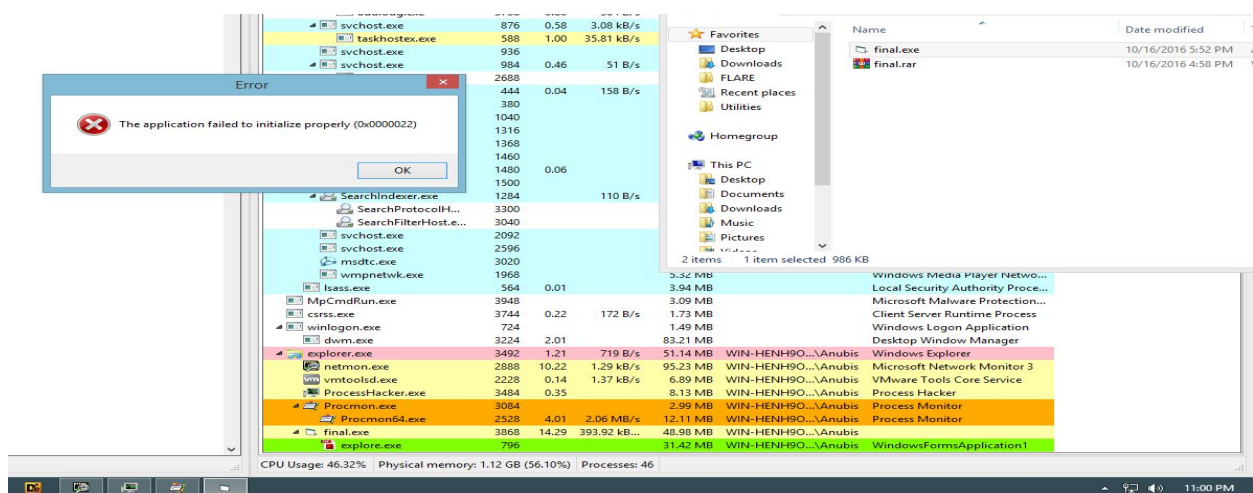 svchost.exe 876 0.58 3.08 kB/s
taskhostex.exe 588 1.00 35.81 kB/s
svchost.exe 936
svchost.exe 984 0.46 51 B/s
2688
444 0.04 158 B/s
380
1040
1316
1368
1460
1480 0.06
1500
SearchIndexer.exe 1284 110 B/s
SearchProtocolH... 3300
SearchFilterHost.e... 3040
svchost.exe 2092
svchost.exe 2596
msdtc.exe 3020
wmpnetwk.exe 1968 5.32 MB Windows Media Player Netwo...
lsass.exe 564 0.01 3.94 MB Local Security Authority Proce...
MpCmdRun.exe 3948 3.09 MB Microsoft Malware Protection...
csrss.exe 3744 0.22 172 B/s 1.73 MB Client Server Runtime Process
winlogon.exe 724 1.49 MB Windows Logon Application
dwm.exe 3224 2.01 83.21 MB Desktop Window Manager
explorer.exe 3492 1.21 719 B/s 51.14 MB WIN-HENH9O...\Anubis Windows Explorer
netmon.exe 2888 10.22 1.29 kB/s 95.23 MB WIN-HENH9O...\Anubis Microsoft Network Monitor 3
vmtoolsd.exe 2228 0.14 1.37 kB/s 6.89 MB WIN-HENH9O...\Anubis VMware Tools Core Service
ProcessHacker.exe 3484 0.35 8.13 MB WIN-HENH9O...\Anubis Process Hacker
Procmon.exe 3084 2.99 MB WIN-HENH9O...\Anubis Process Monitor
Procmon64.exe 2528 4.01 2.06 MB/s 12.11 MB WIN-HENH9O...\Anubis Process Monitor
final.exe 3868 14.29 393.92 kB... 48.98 MB WIN-HENH9O...\Anubis
explore.exe 796 31.42 MB WIN-HENH9O...\Anubis WindowsFormsApplication1
CPU Usage: 46.32% Physical memory: 1.12 GB (56.10%) Processes: 46
Error
The application failed to initialize properly (0x0000022)
OK
Favorites
Desktop
Downloads
FLARE
Recent places
Utilities
Homegroup
This PC
Desktop
Documents
Downloads
Music
Pictures
Name Date modified
final.exe 10/16/2016 5:52 PM
final.rar 10/16/2016 4:58 PM
2 items 1 item selected 986 KB
11:00 PM